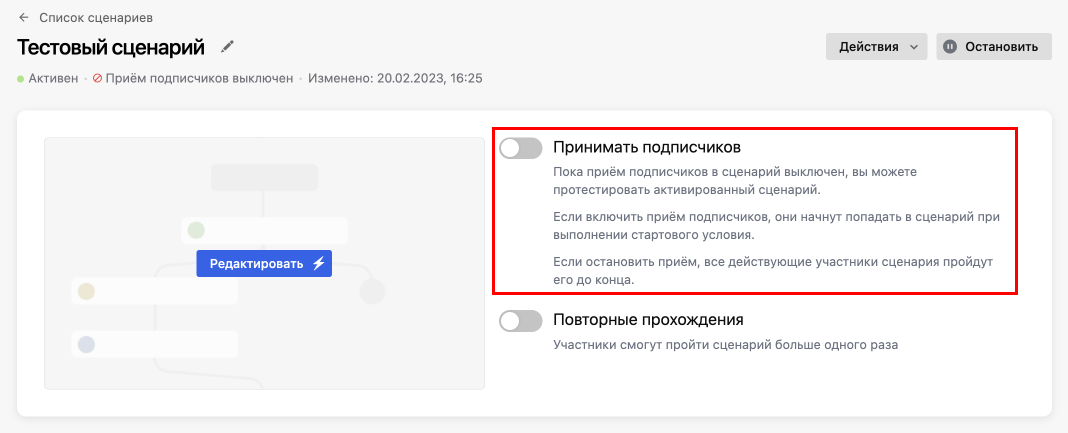 ← Список сценариев
Тестовый сценарий
Действия
Остановить
Активен · Приём подписчиков выключен · Изменено: 20.02.2023, 16:25
Редактировать
Принимать подписчиков
Пока приём подписчиков в сценарий выключен, вы можете
протестировать активированный сценарий.
Если включить приём подписчиков, они начнут попадать в сценарий при
выполнении стартового условия.
Если остановить приём, все действующие участники сценария пройдут
его до конца.
Повторные прохождения
Участники смогут пройти сценарий больше одного раза